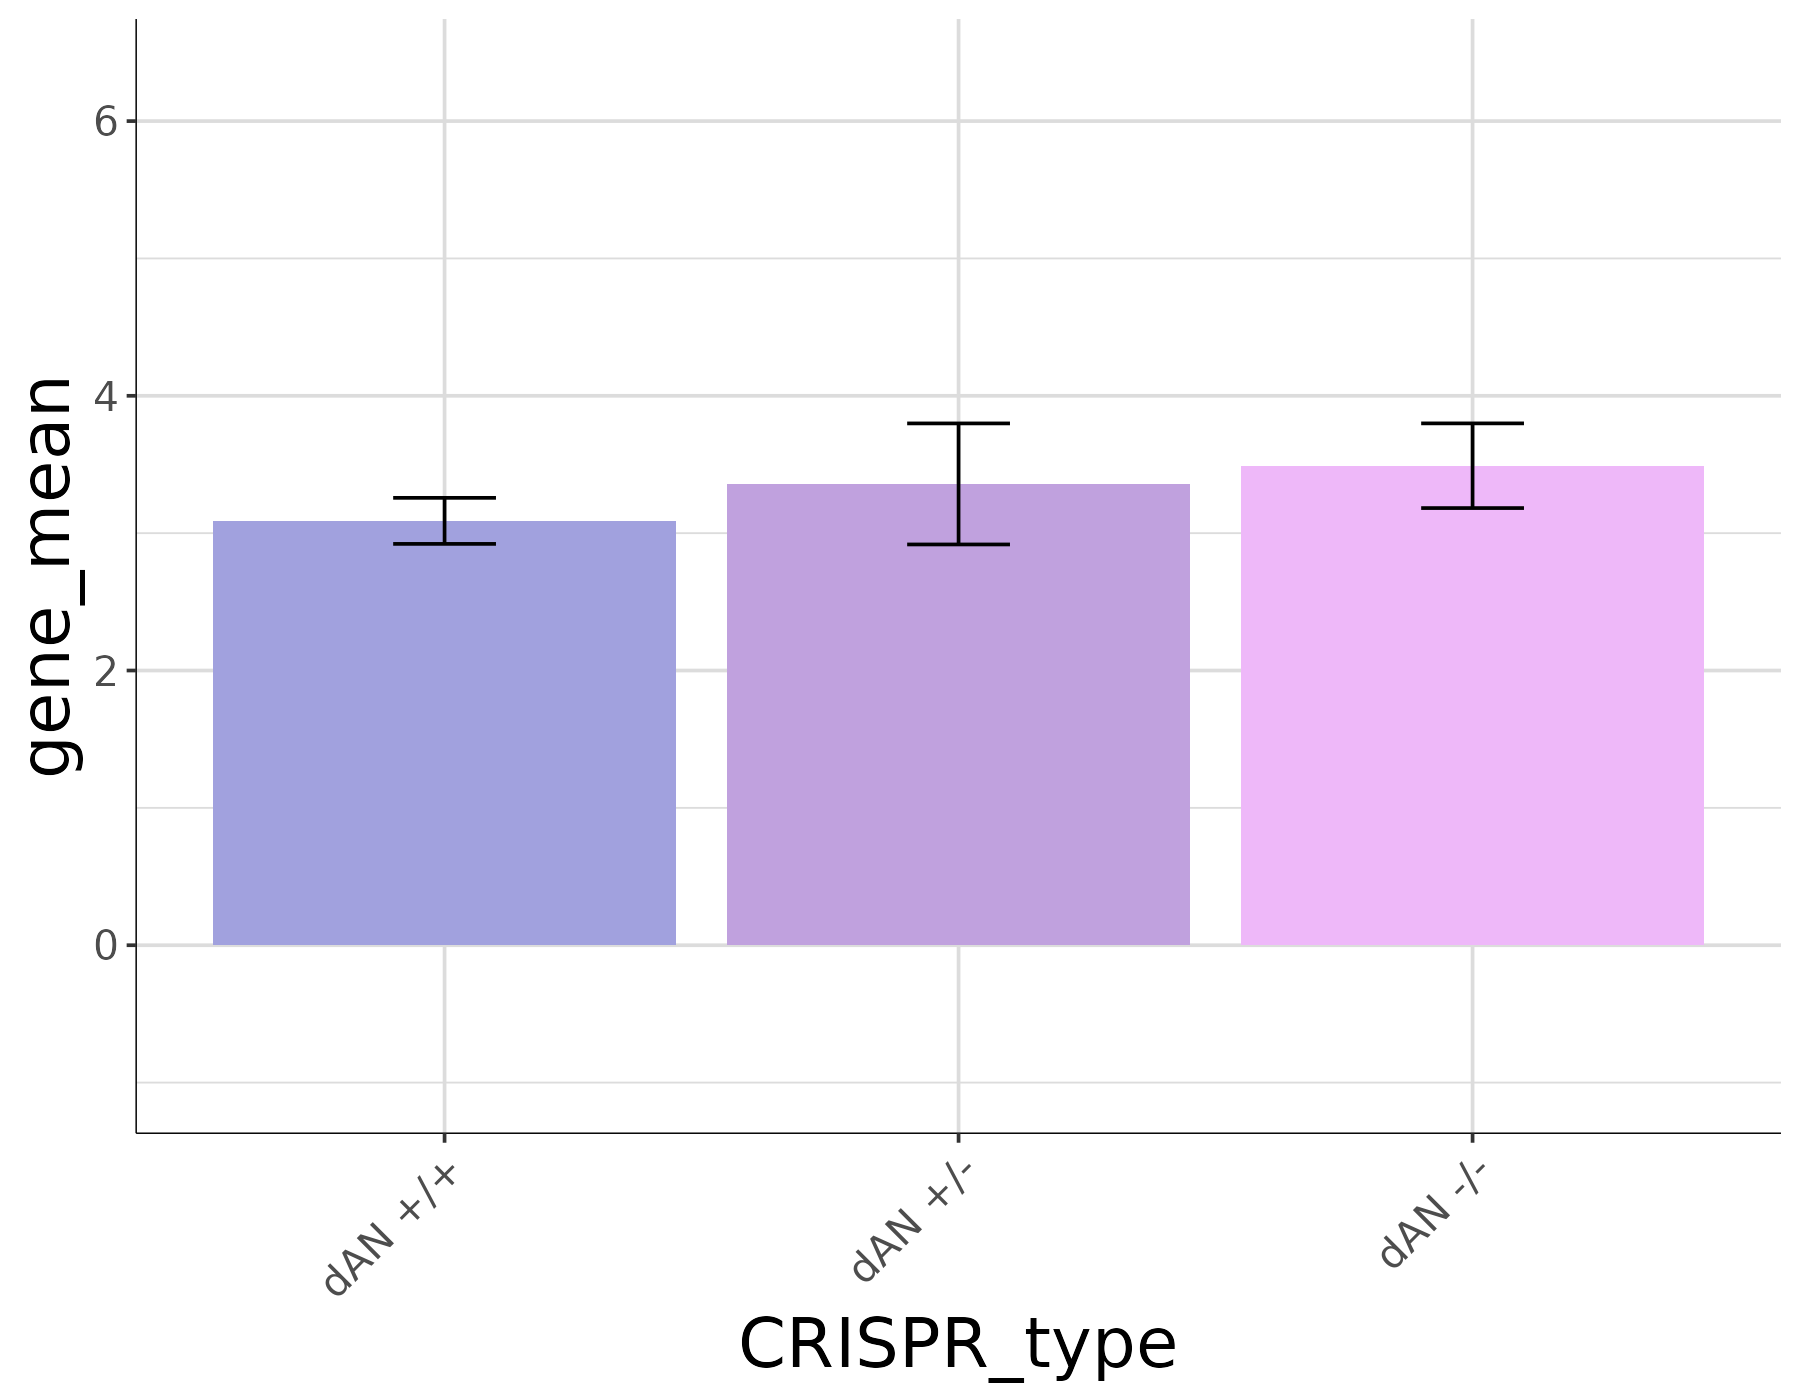 gene_mean
6
4
2
0
dAN +/+
dAN +/-
dAN -/-
CRISPR_type